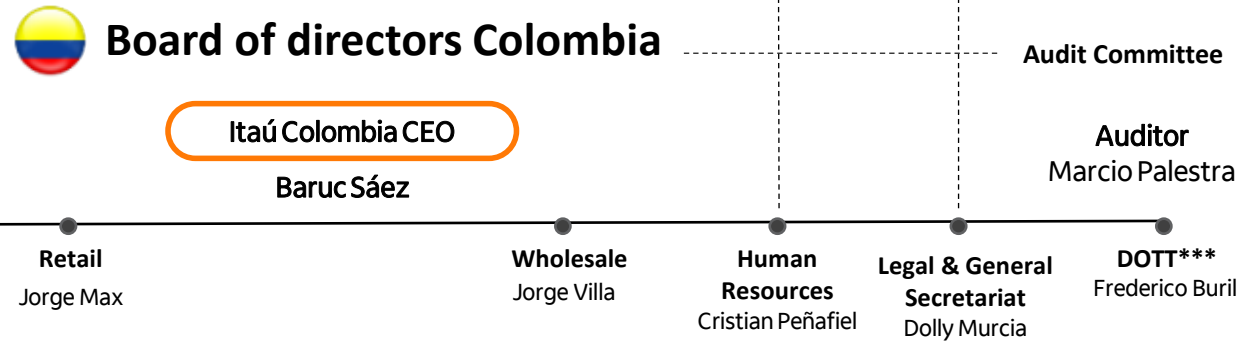 Board of directors Colombia
Audit Committee
Itaú Colombia CEO
Baruc Sáez
Auditor
Marcio Palestra
Retail
Jorge Max
Wholesale
Jorge Villa
Human
Resources
Cristian Peñafiel
Legal & General
Secretariat
Dolly Murcia
DOTT***
Frederico Buril